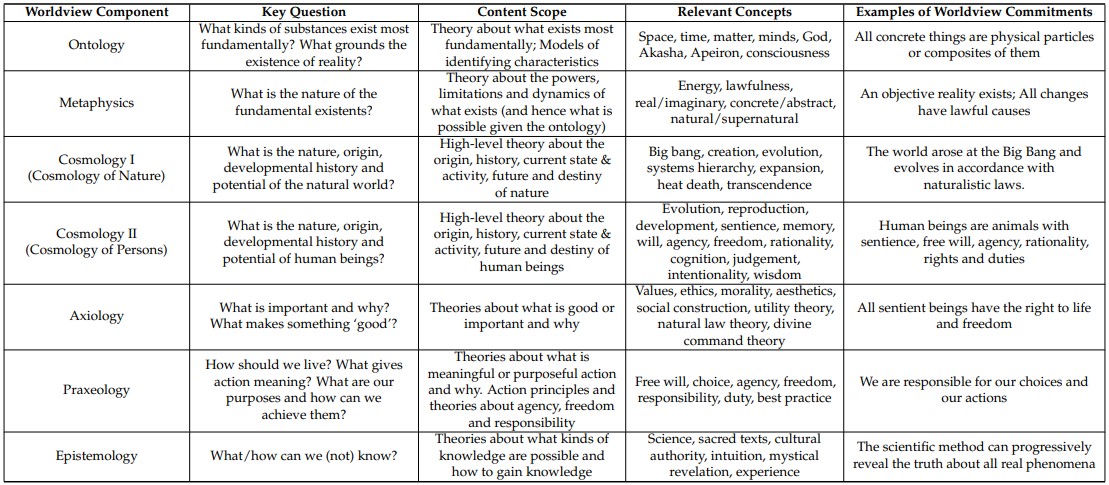 Worldview Component	Key Question	Content Scope	Relevant Concepts	Examples of Worldview Commitments
Ontology
What kinds of substances exist most
fundamentally? What grounds the
existence of reality?
Theory about what exists most
fundamentally; Models of
identifying characteristics
Space, time, matter, minds, God,
Akasha, Apeiron, consciousness
All concrete things are physical particles
or composites of them
Metaphysics
What is the nature of the
fundamental existents?
Theory about the powers,
limitations and dynamics of
what exists (and hence what is
possible given the ontology)
Energy, lawfulness,
real/imaginary, concrete/abstract,
natural/supernatural
An objective reality exists; All changes
have lawful causes
Cosmology I
(Cosmology of Nature)
What is the nature, origin,
developmental history and
potential of the natural world?
High-level theory about the
origin, history, current state &
activity, future and destiny
of nature
Big bang, creation, evolution,
systems hierarchy, expansion,
heat death, transcendence
The world arose at the Big Bang and
evolves in accordance with
naturalistic laws.
Cosmology II
(Cosmology of Persons)
What is the nature, origin,
developmental history and
potential of human beings?
High-level theory about the
origin, history, current state &
activity, future and destiny of
human beings
Evolution, reproduction,
development, sentience, memory,
will, agency, freedom, rationality,
cognition, judgement,
intentionality, wisdom
Human beings are animals with
sentience, free will, agency, rationality,
rights and duties
Axiology
What is important and why?
What makes something ‘good’?
Theories about what is good or
important and why
Values, ethics, morality, aesthetics,
social construction, utility theory,
natural law theory, divine
command theory
All sentient beings have the right to life
and freedom
Praxeology
How should we live? What gives
action meaning? What are our
purposes and how can we
achieve them?
Theories about what is
meaningful or purposeful action
and why. Action principles and
theories about agency, freedom
and responsibility
Free will, choice, agency, freedom,
responsibility, duty, best practice
We are responsible for our choices and
our actions
Epistemology
What/how can we (not) know?
Theories about what kinds of
knowledge are possible and
how to gain knowledge
Science, sacred texts, cultural
authority, intuition, mystical
revelation, experience
The scientific method can progressively
reveal the truth about all real phenomena